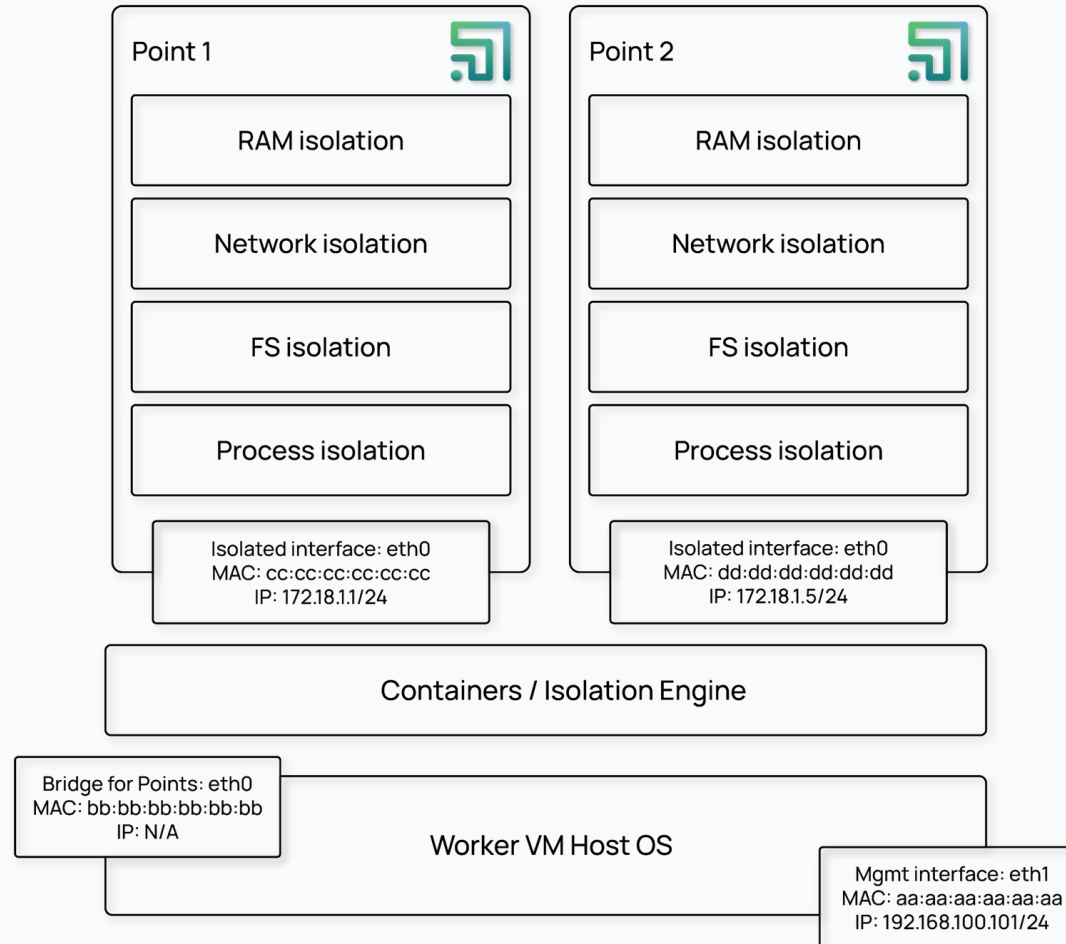 Point 1
RAM isolation
Network isolation
FS isolation
Process isolation
Isolated interface: eth0
MAC: cc:cc:cc:cc:cc:cc
IP: 172.18.1.1/24
Point 2
RAM isolation
Network isolation
FS isolation
Process isolation
Isolated interface: eth0
MAC: dd:dd:dd:dd:dd:dd
IP: 172.18.1.5/24
Containers / Isolation Engine
Bridge for Points: eth0
MAC: bb:bb:bb:bb:bb:bb
IP: N/A
Worker VM Host OS
Mgmt interface: eth1
MAC: aa:aa:aa:aa:aa:aa
IP: 192.168.100.101/24